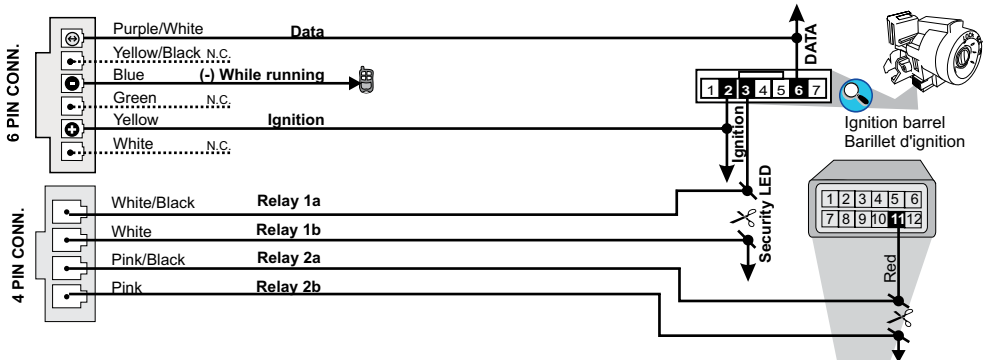 6 PIN CONN.
Purple/White Data
Yellow/Black N.C.
Blue (-) While running
Green N.C.
Yellow Ignition
White N.C.
DATA
1 2 3 4 5 6 7
Ignition
Security LED
LOCK
Ignition barrel
Barillet d'ignition
4 PIN CONN.
White/Black Relay 1a
White Relay 1b
Pink/Black Relay 2a
Pink Relay 2b
1 2 3 4 5 6
7 8 9 10 11 12
Red